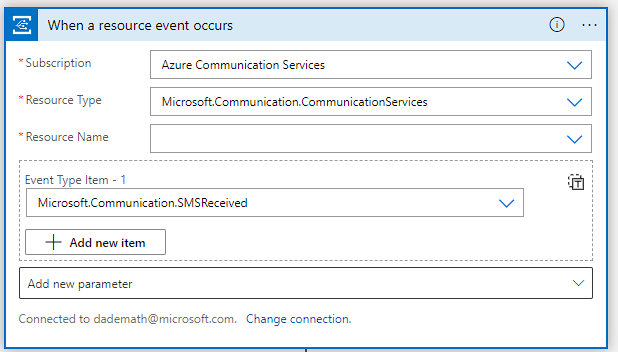 When a resource event occurs
* Subscription
Azure Communication Services
* Resource Type
Microsoft.Communication.CommunicationServices
* Resource Name
Event Type Item - 1
Microsoft.Communication.SMSReceived
Add new item
Add new parameter
Connected to dademath@microsoft.com. Change connection.